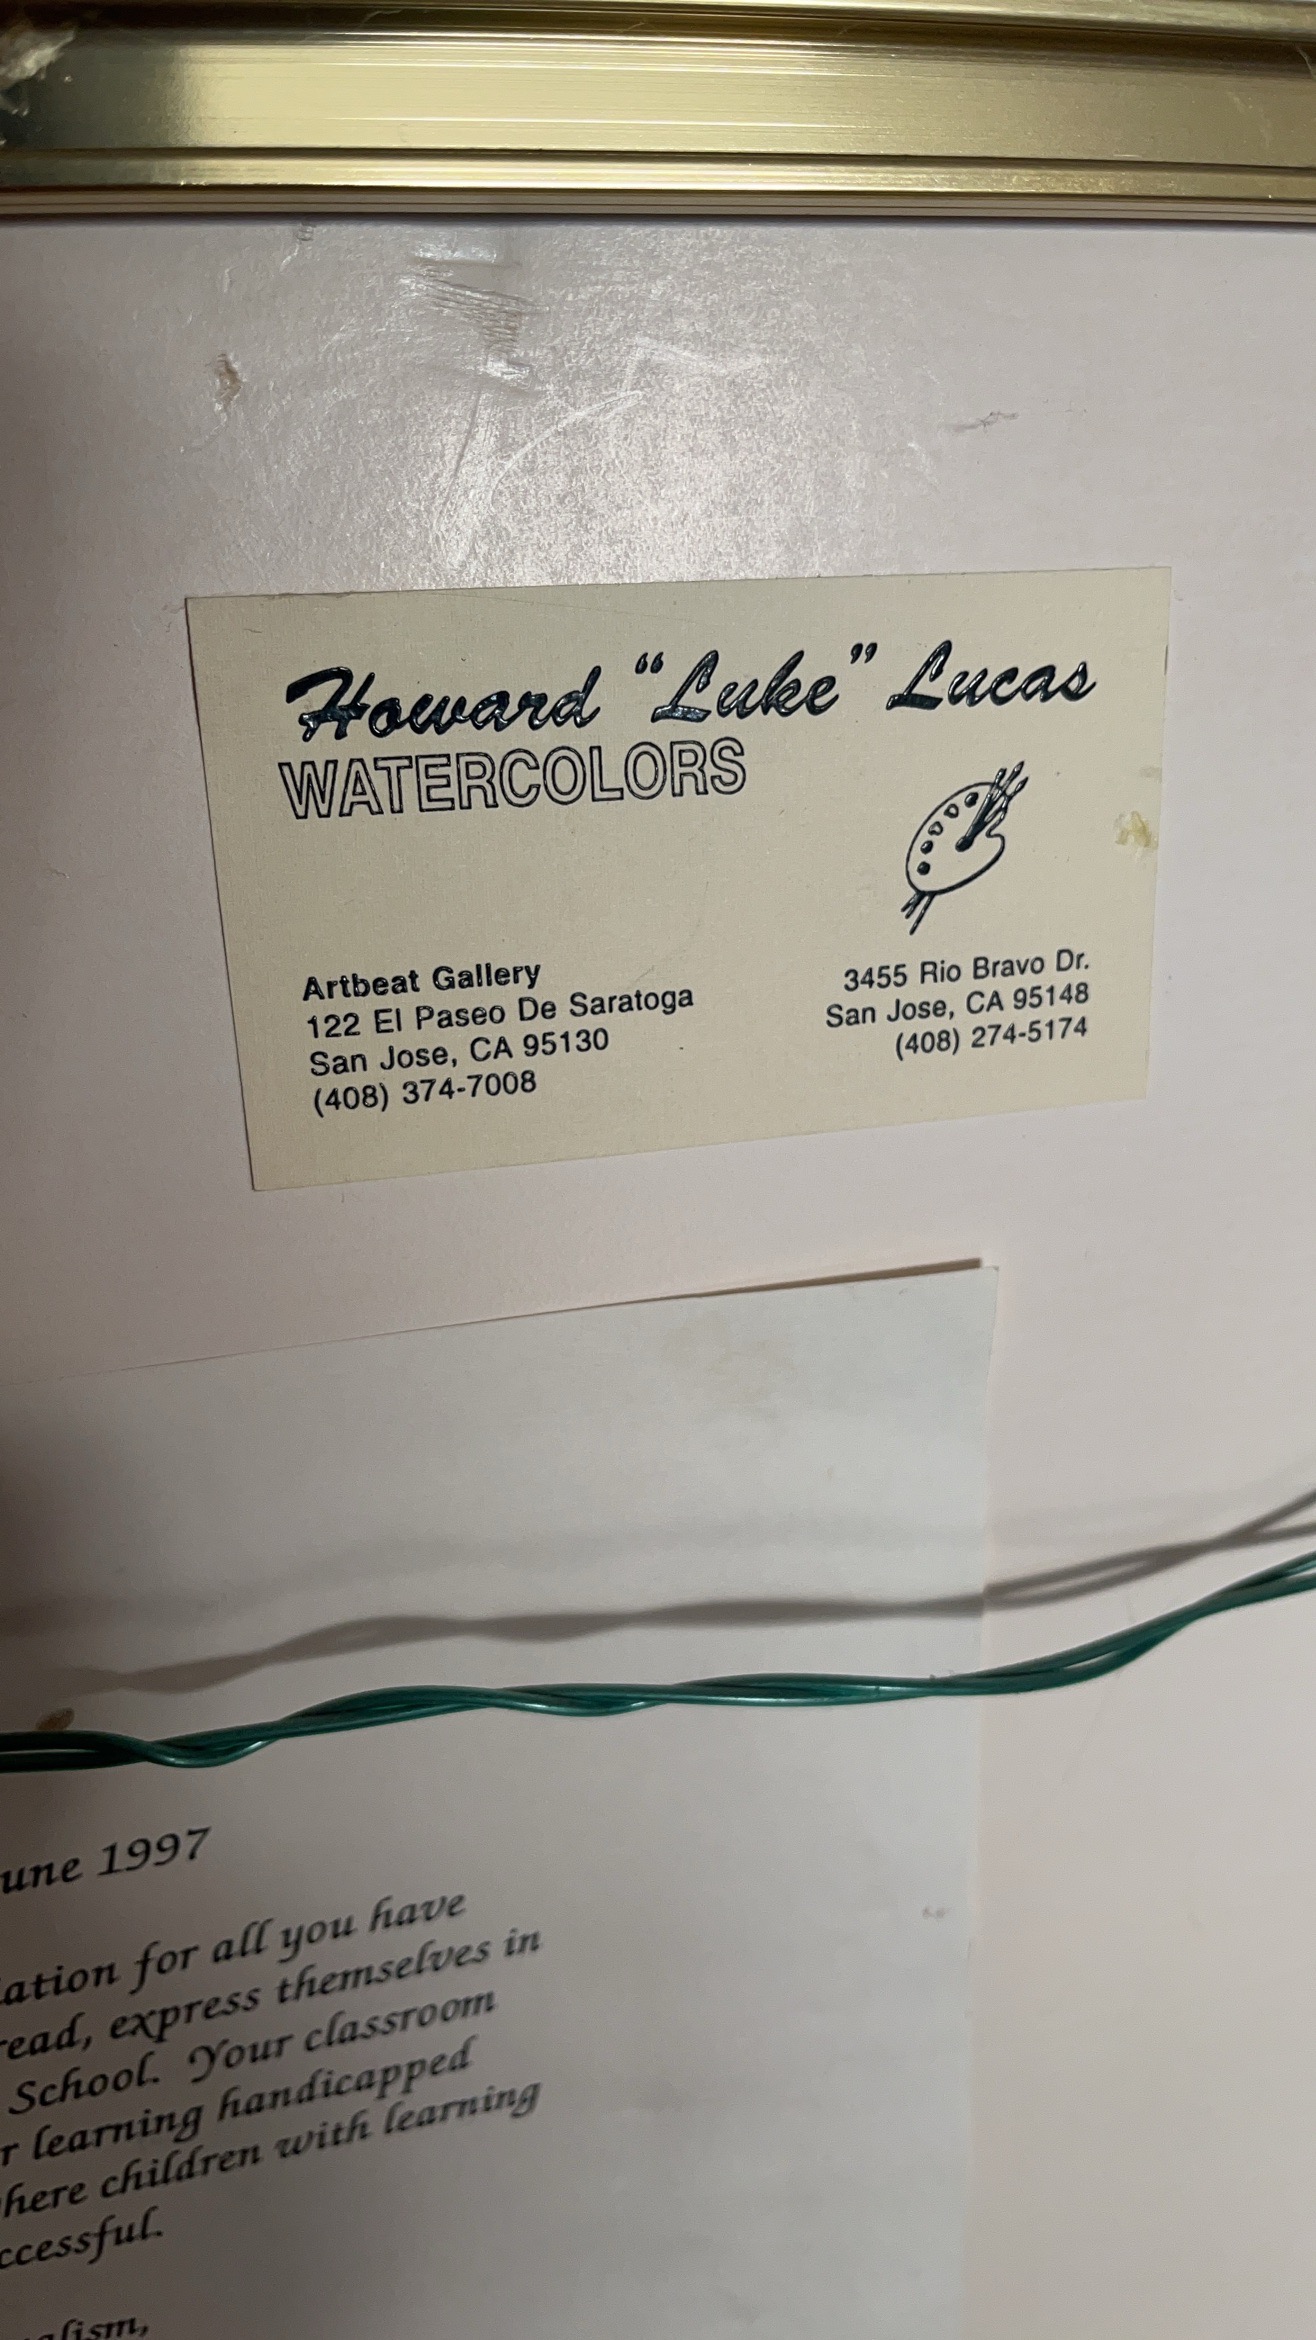 Howard "Luke" Lucas
WATERCOLORS
Artbeat Gallery
122 El Paseo De Saratoga
San Jose, CA 95130
(408) 374-7008
3455 Rio Bravo Dr.
San Jose, CA 95148
(408) 274-5174
une 1997
ation for all you have
read, express themselves in
School. Your classroom
r learning handicapped
here children with learning
ccessful.
alism,